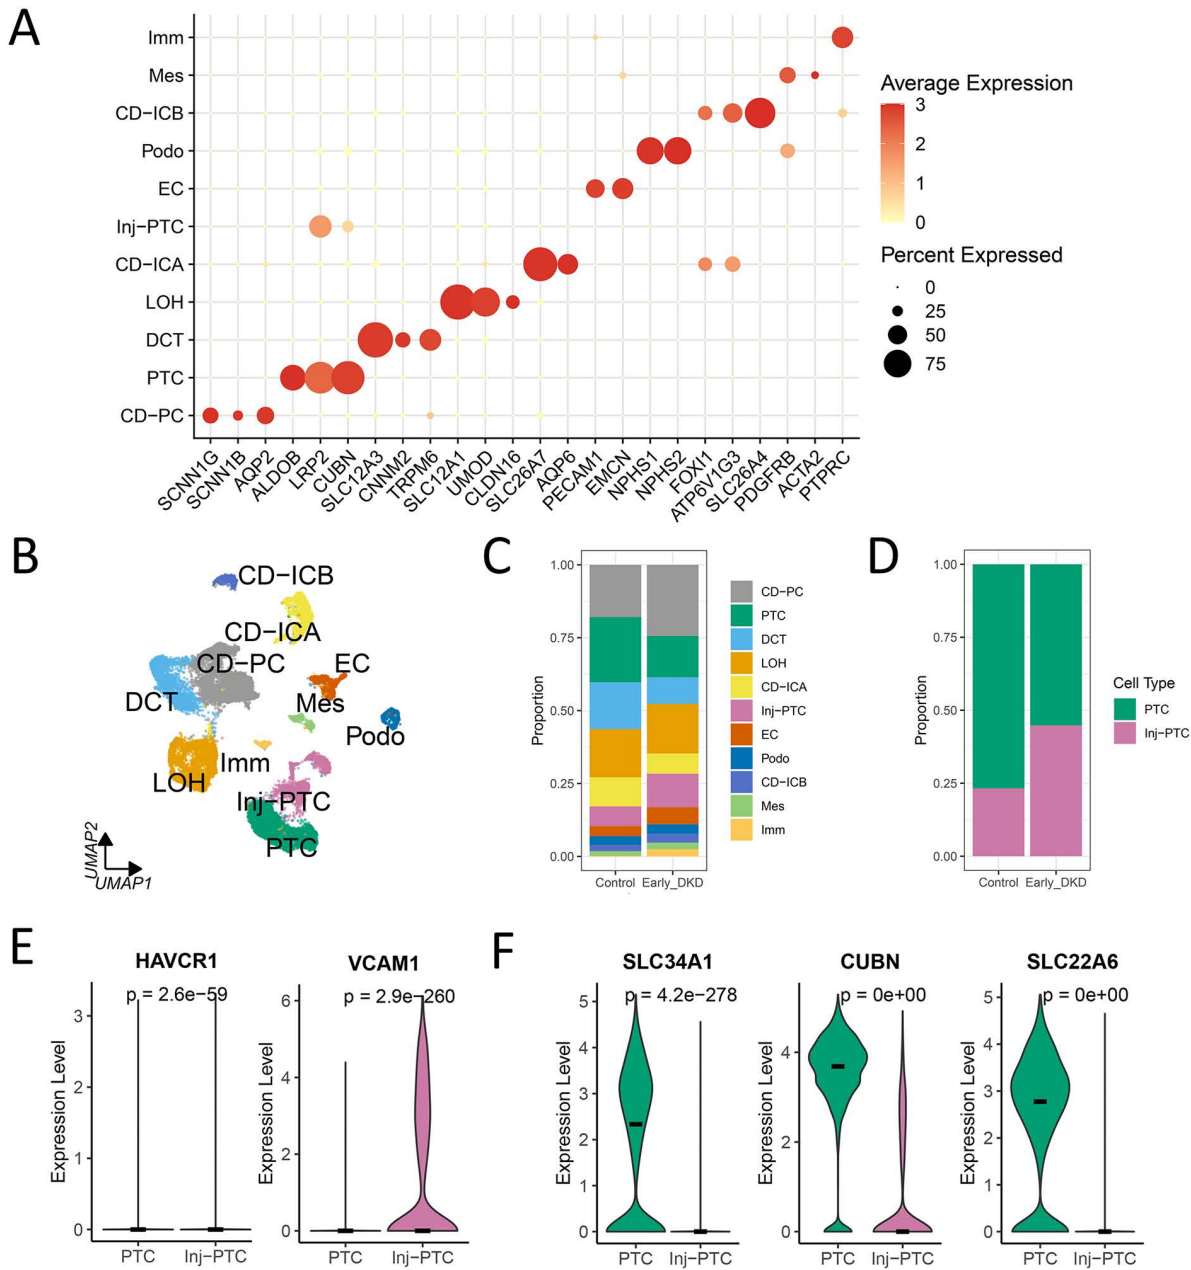 A
Imm
Mes
CD−ICB
Podo
EC
Inj−PTC
CD−ICA
LOH
DCT
PTC
CD−PC
SCNN1G
SCNN1B
AQP2
ALDOB
LRP2
CUBN
SLC12A3
CNNM2
TRPM6
SLC12A1
UMOD
CLDN16
SLC26A7
AQP6
PECAM1
EMCN
NPHS1
NPHS2
FOXI1
ATP6V1G3
SLC26A4
PDGFRB
ACTA2
PTPRC
Average Expression
3
2
1
0
Percent Expressed
0
25
50
75
B
CD−ICB
CD−ICA
CD−PC
EC
DCT
Mes
Podo
Imm
LOH
Inj−PTC
PTC
UMAP2
UMAP1
C
Proportion
1.00
0.75
0.50
0.25
0.00
Control
Early_DKD
CD−PC
PTC
DCT
LOH
CD−ICA
Inj−PTC
EC
Podo
CD−ICB
Mes
Imm
D
Proportion
1.00
0.75
0.50
0.25
0.00
Control
Early_DKD
Cell Type
PTC
Inj−PTC
E
HAVCR1
p = 2.6e−59
Expression Level
3
2
1
0
PTC
Inj−PTC
VCAM1
p = 2.9e−260
Expression Level
6
4
2
0
PTC
Inj−PTC
F
SLC34A1
p = 4.2e−278
Expression Level
5
4
3
2
1
0
PTC
Inj−PTC
CUBN
p = 0e+00
Expression Level
4
2
0
PTC
Inj−PTC
SLC22A6
p = 0e+00
Expression Level
5
4
3
2
1
0
PTC
Inj−PTC